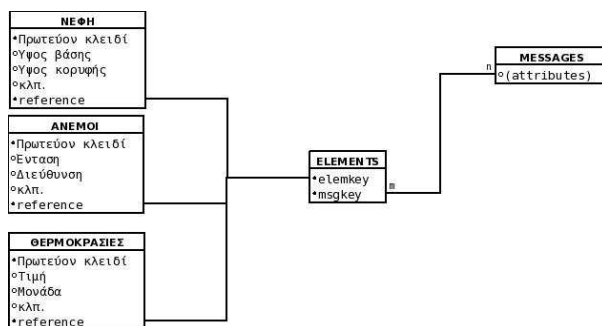 ΝΕΦΗ
Πρωτεύον κλειδί
Υψος βάσης
Υψος κορυφής
κλπ.
reference
ΑΝΕΜΟΙ
Πρωτεύον κλειδί
Ενταση
Διεύθυνση
κλπ.
reference
ΘΕΡΜΟΚΡΑΣΙΕΣ
Πρωτεύον κλειδί
Τιμή
Μονάδα
κλπ.
reference
ELEMENTS
elemkey
msgkey
m
n
MESSAGES
(attributes)